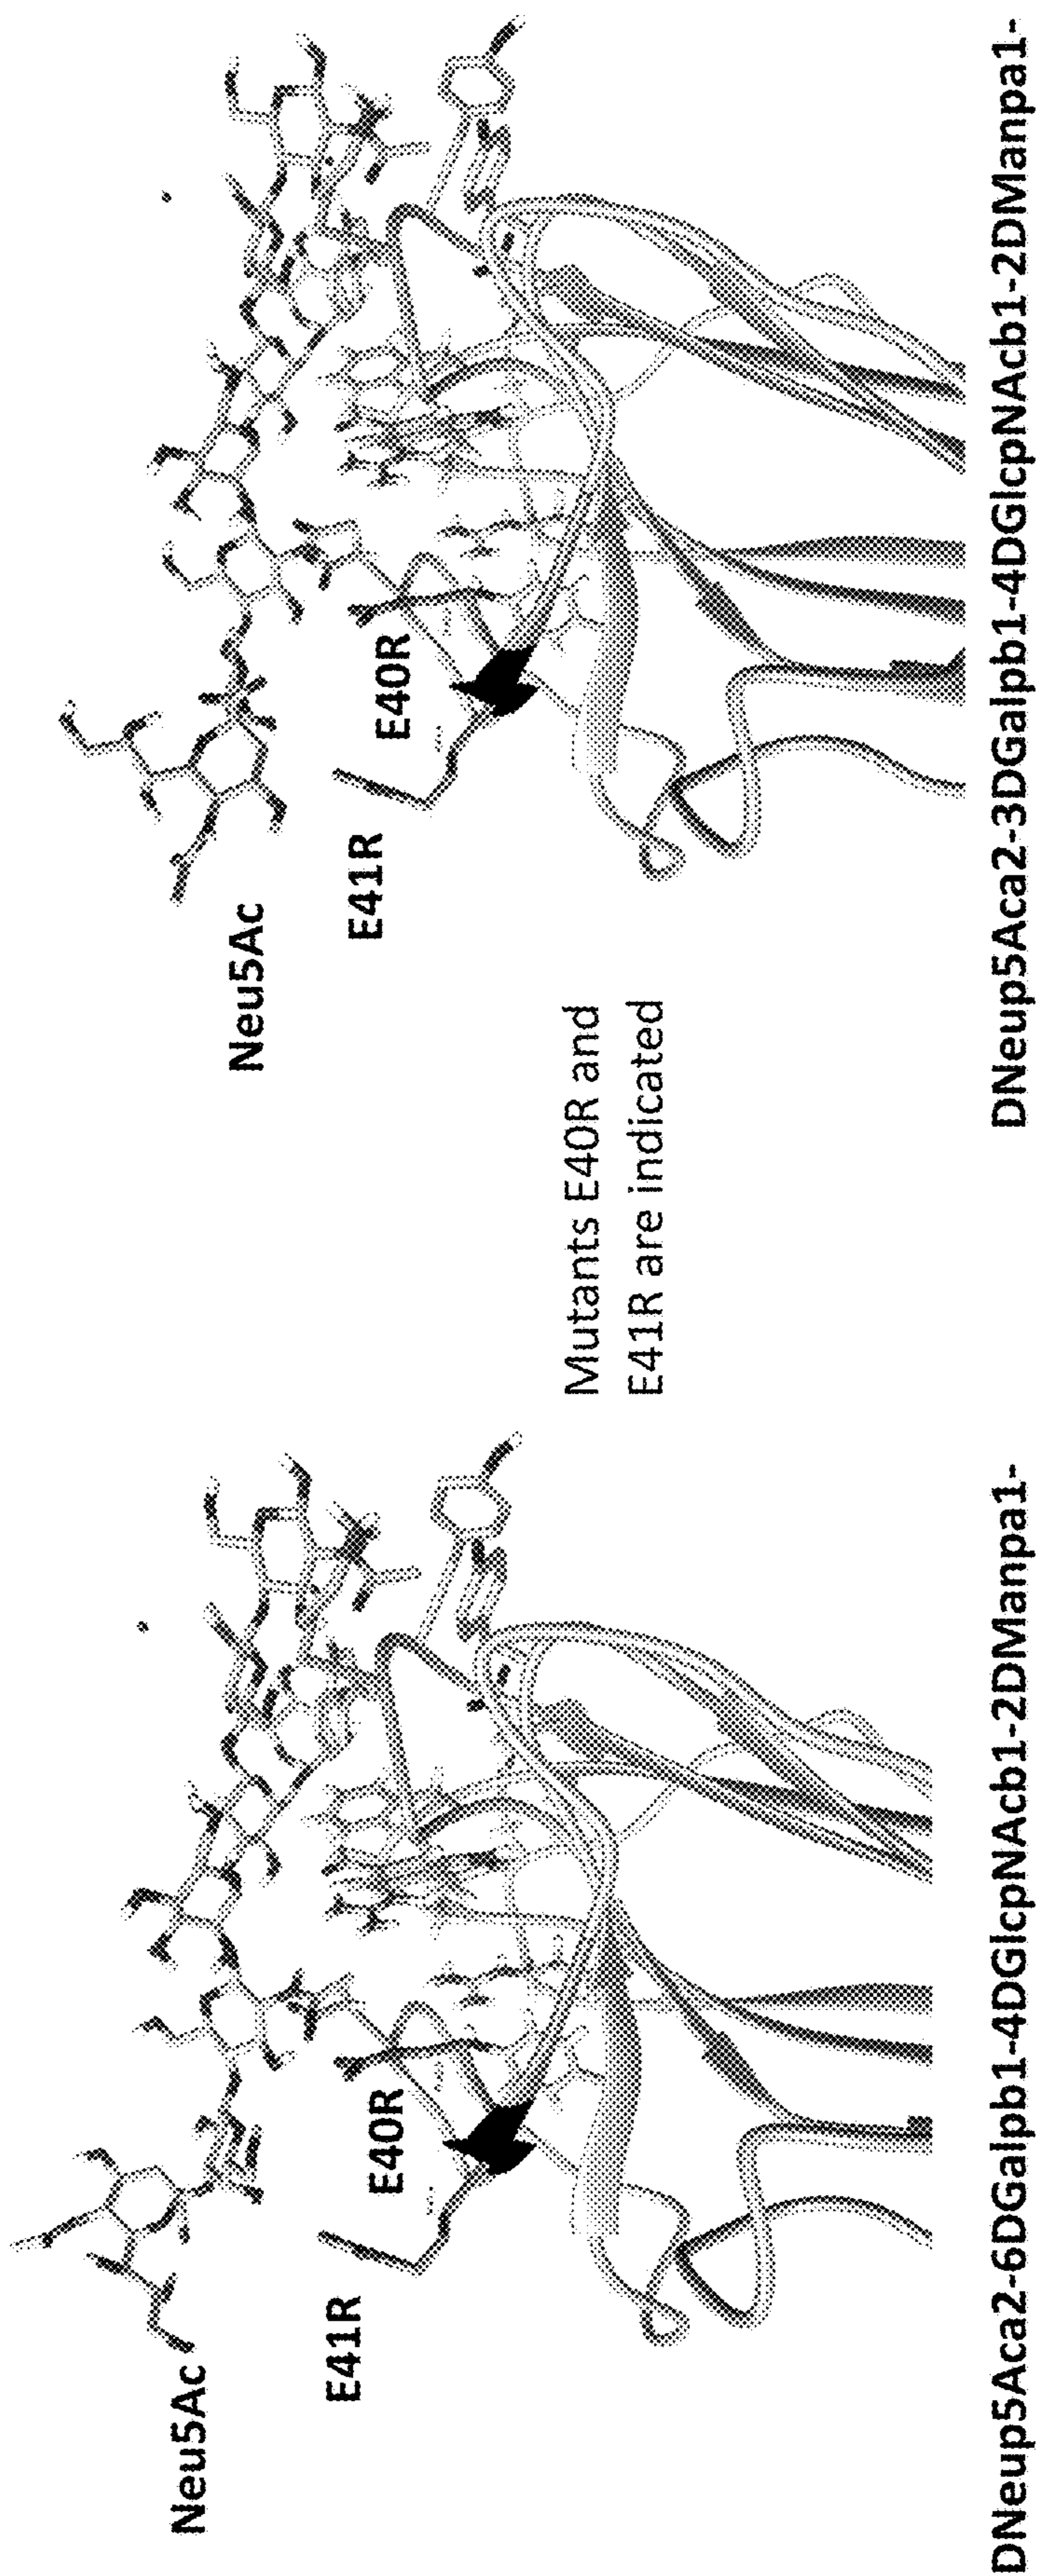 Neu5Ac
E41R
E40R
DNeup5Aca2-6DGalpb1-4DGlcpNAcb1-2DManpa1-
Mutants E40R and
E41R are indicated
Neu5Ac
E41R
E40R
DNeup5Aca2-3DGalpb1-4DGlcpNAcb1-2DManpa1-